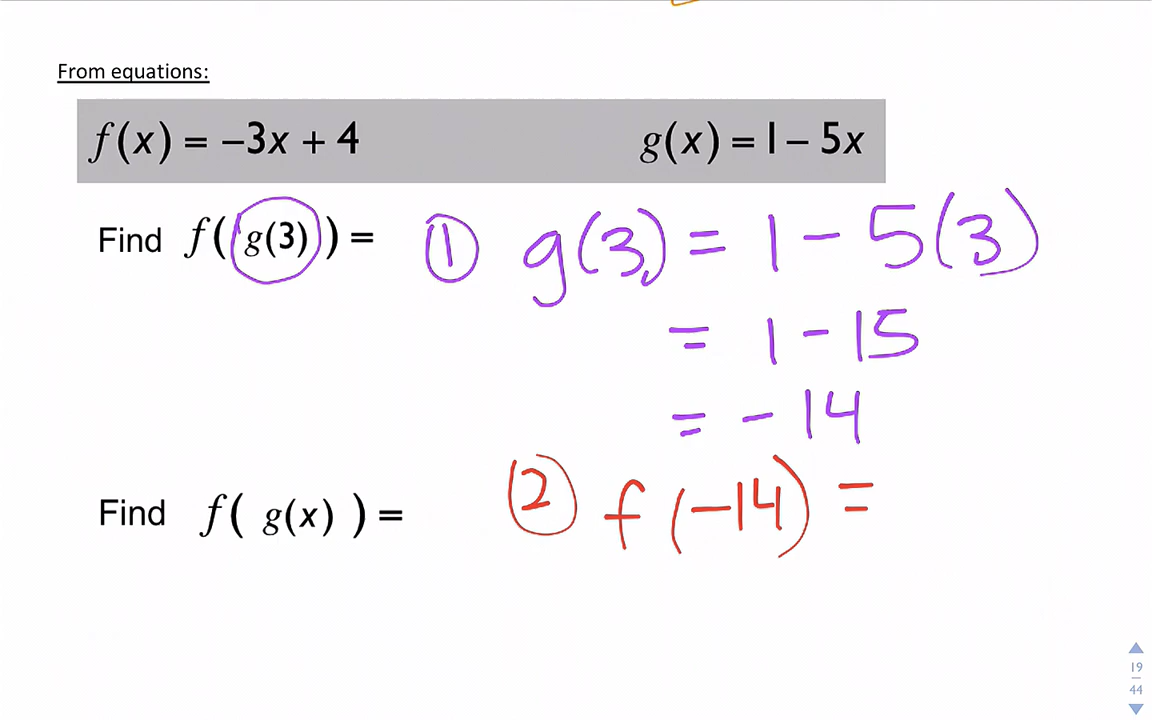 From equations:
f(x) = −3x + 4 g(x) = 1 − 5x
Find f( g(3) ) = ① g(3) = 1 − 5(3)
= 1 − 15
= − 14
② f(−14) =
Find f( g(x) ) =
19
44